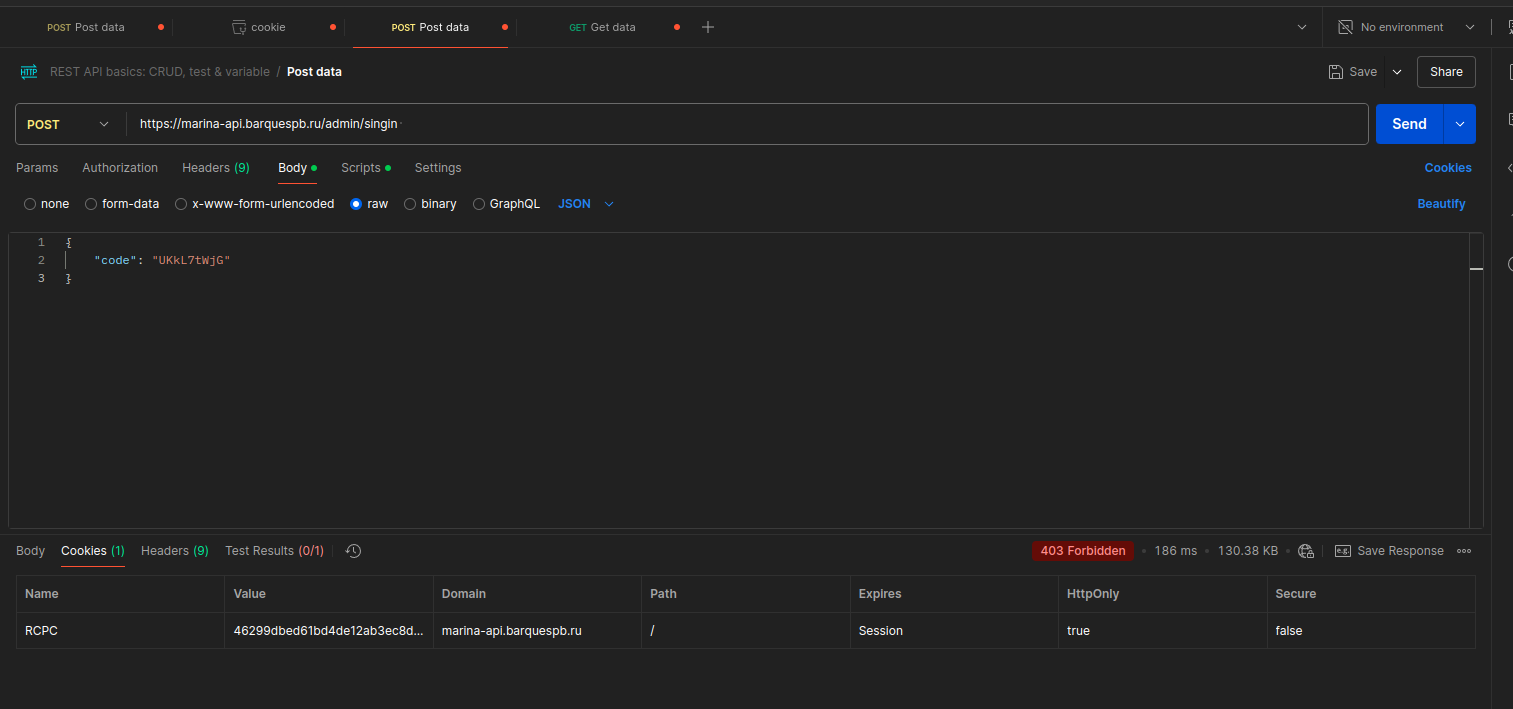 POST Post data cookie POST Post data GET Get data No environment
HTTP REST API basics: CRUD, test & variable / Post data Save Share
POST https://marina-api.barquespb.ru/admin/singin Send
Params Authorization Headers (9) Body Scripts Settings Cookies
none form-data x-www-form-urlencoded raw binary GraphQL JSON Beautify
1 {
2 "code": "UKkL7tWjG"
3 }
Body Cookies (1) Headers (9) Test Results (0/1) 403 Forbidden 186 ms 130.38 KB e.g. Save Response
Name Value Domain Path Expires HttpOnly Secure
RCPC 46299dbed61bd4de12ab3ec8d... marina-api.barquespb.ru / Session true false